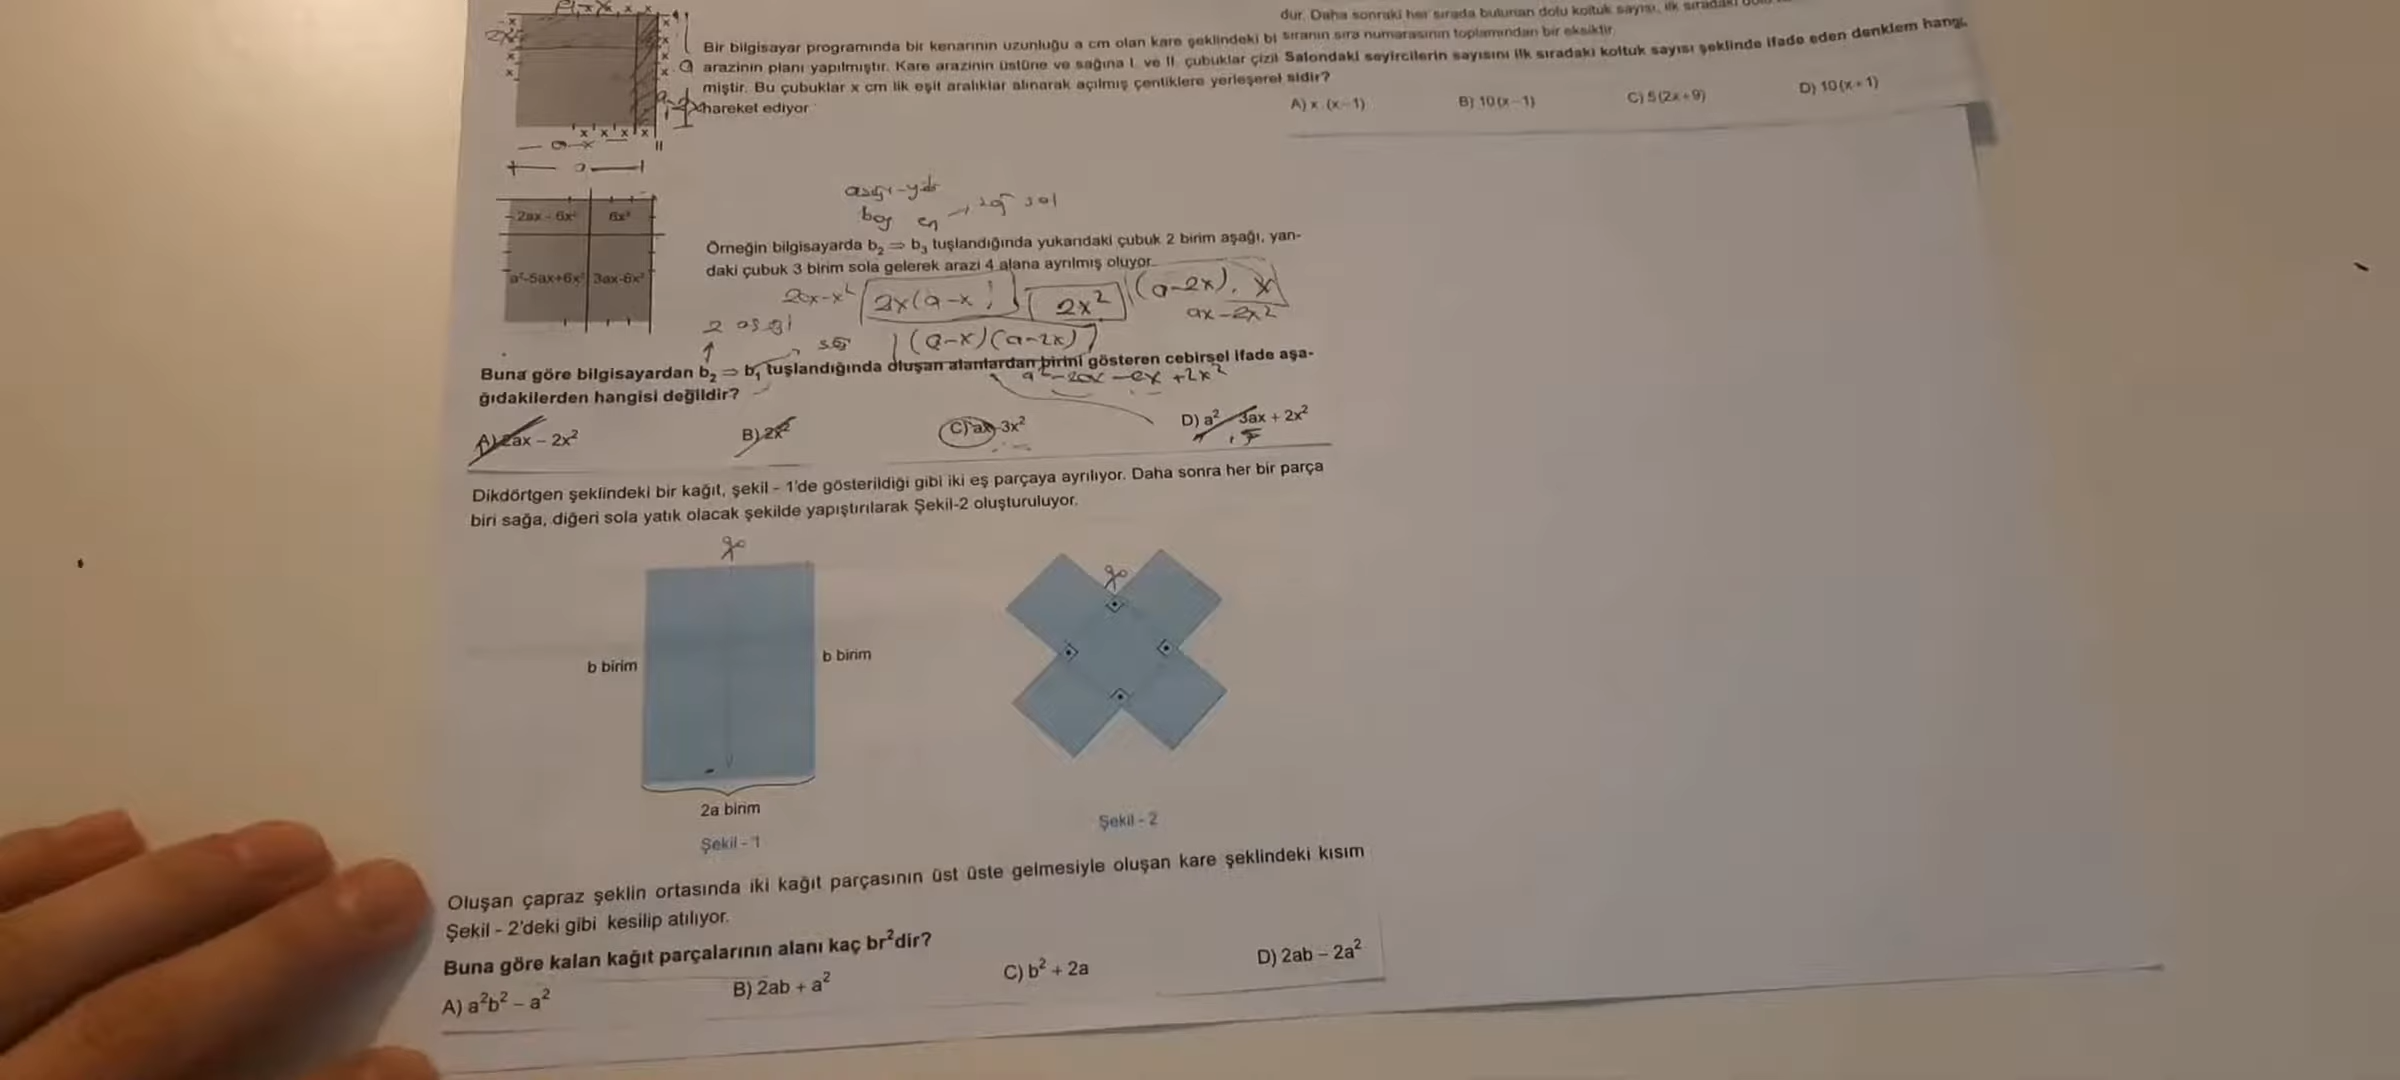 dur. Daha sonraki her sırada bulunan dolu koltuk sayısı, ilk sıradaki
sıranın sıra numarasının toplamından bir eksiktir.
Salondaki seyircilerin sayısını ilk sıradaki koltuk sayısı şeklinde ifade eden denklem hangi
sidir?
A) x.(x-1)
B) 10(x-1)
C) 5(2x+9)
D) 10(x+1)
Bir bilgisayar programında bir kenarının uzunluğu a cm olan kare şeklindeki bi
arazinin planı yapılmıştır. Kare arazinin üstüne ve sağına I. ve II. çubuklar çizil
miştir. Bu çubuklar x cm lik eşit aralıklar alınarak açılmış çentiklere yerleşerek
hareket ediyor.
x x
x
x
x
x
x
x
a
x x x x
a-x
II
a
2ax - 6x²
6x²
a²-5ax+6x²
3ax-6x²
aşağı
sol
Örneğin bilgisayarda b₂ ⇒ b₃ tuşlandığında yukarıdaki çubuk 2 birim aşağı, yan-
daki çubuk 3 birim sola gelerek arazi 4 alana ayrılmış oluyor.
2ax-x²
2x(a-x)
2x²
(a-2x).x
ax-2x²
2 aşağı
(a-x)(a-2x)
Buna göre bilgisayardan b₂ ⇒ b₁ tuşlandığında oluşan alanlardan birini gösteren cebirsel ifade aşa-
ğıdakilerden hangisi değildir?
A) 2ax – 2x²
B) 2x²
C) ax-3x²
D) a² 3ax + 2x²
Dikdörtgen şeklindeki bir kağıt, şekil - 1'de gösterildiği gibi iki eş parçaya ayrılıyor. Daha sonra her bir parça
biri sağa, diğeri sola yatık olacak şekilde yapıştırılarak Şekil-2 oluşturuluyor.
b birim
b birim
2a birim
Şekil - 1
Şekil - 2
Oluşan çapraz şeklin ortasında iki kağıt parçasının üst üste gelmesiyle oluşan kare şeklindeki kısım
Şekil - 2'deki gibi kesilip atılıyor.
Buna göre kalan kağıt parçalarının alanı kaç br²dir?
A) a²b² – a²
B) 2ab + a²
C) b² + 2a
D) 2ab – 2a²